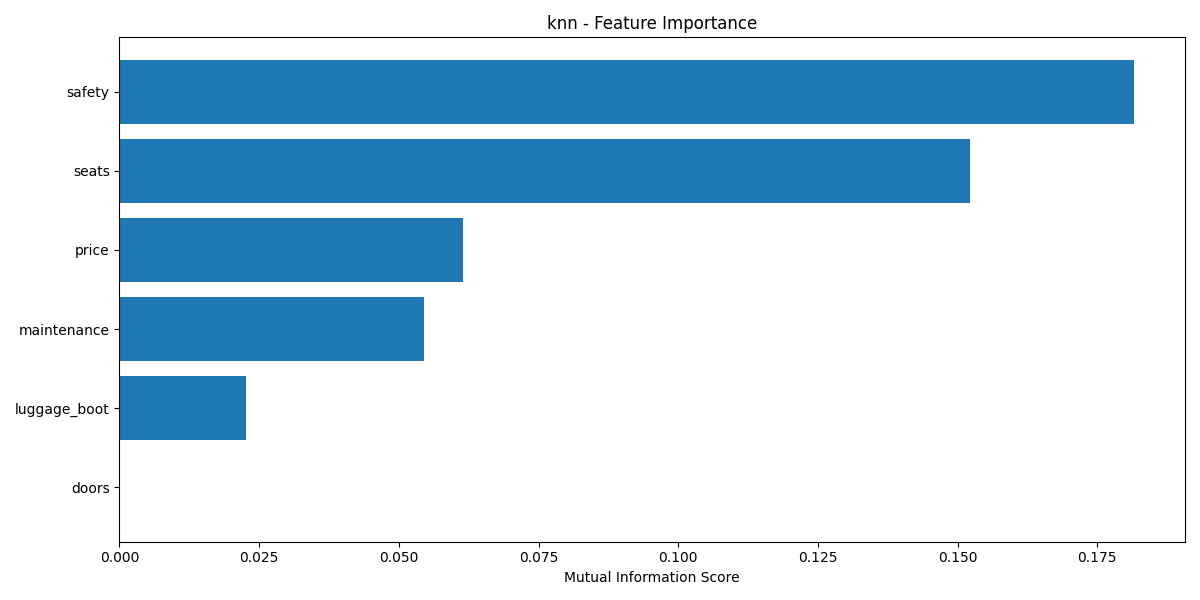 knn - Feature Importance
safety
seats
price
maintenance
luggage_boot
doors
0.000 0.025 0.050 0.075 0.100 0.125 0.150 0.175
Mutual Information Score